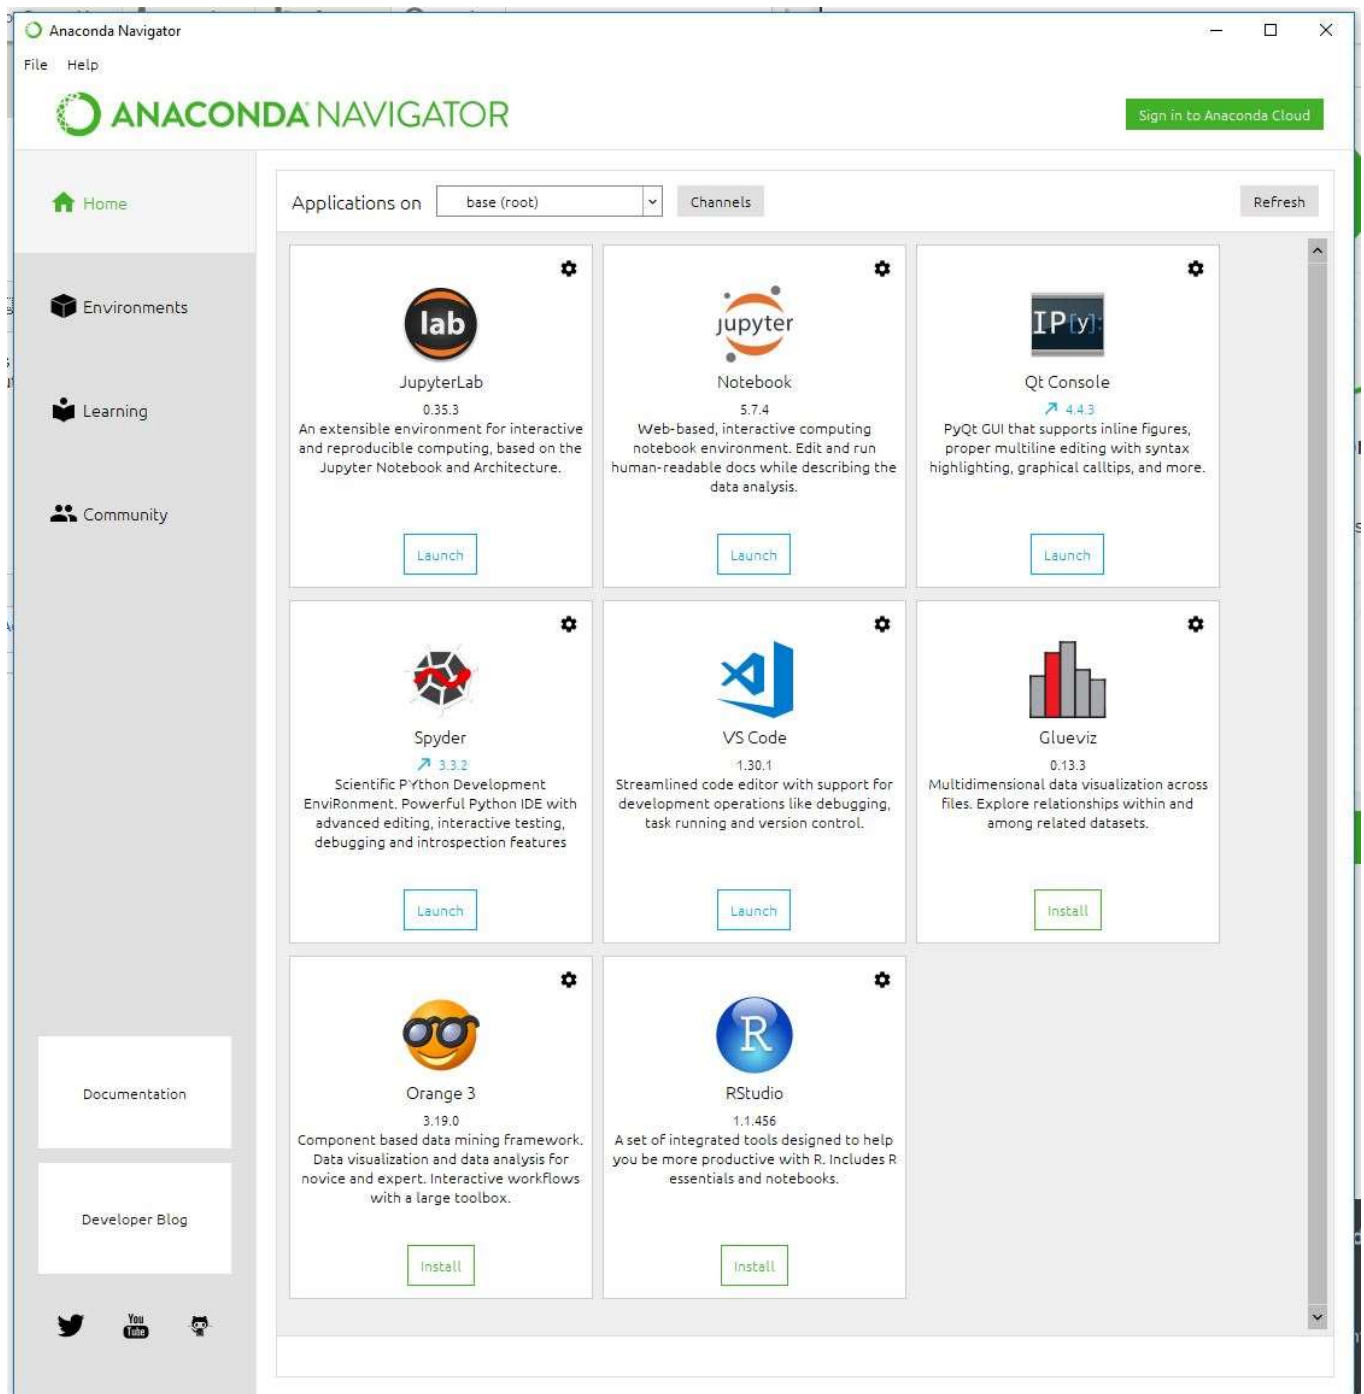 Anaconda Navigator
File Help
ANACONDA NAVIGATOR
Sign in to Anaconda Cloud
Home
Environments
Learning
Community
Documentation
Developer Blog
You
Tube
Applications on base (root) Channels Refresh
lab
JupyterLab
0.35.3
An extensible environment for interactive
and reproducible computing, based on the
Jupyter Notebook and Architecture.
Launch
jupyter
Notebook
5.7.4
Web-based, interactive computing
notebook environment. Edit and run
human-readable docs while describing the
data analysis.
Launch
IP[y]:
Qt Console
4.4.3
PyQt GUI that supports inline figures,
proper multiline editing with syntax
highlighting, graphical calltips, and more.
Launch
Spyder
3.3.2
Scientific PYthon Development
EnviRonment. Powerful Python IDE with
advanced editing, interactive testing,
debugging and introspection features
Launch
VS Code
1.30.1
Streamlined code editor with support for
development operations like debugging,
task running and version control.
Launch
Glueviz
0.13.3
Multidimensional data visualization across
files. Explore relationships within and
among related datasets.
Install
Orange 3
3.19.0
Component based data mining framework.
Data visualization and data analysis for
novice and expert. Interactive workflows
with a large toolbox.
Install
R
RStudio
1.1.456
A set of integrated tools designed to help
you be more productive with R. Includes R
essentials and notebooks.
Install